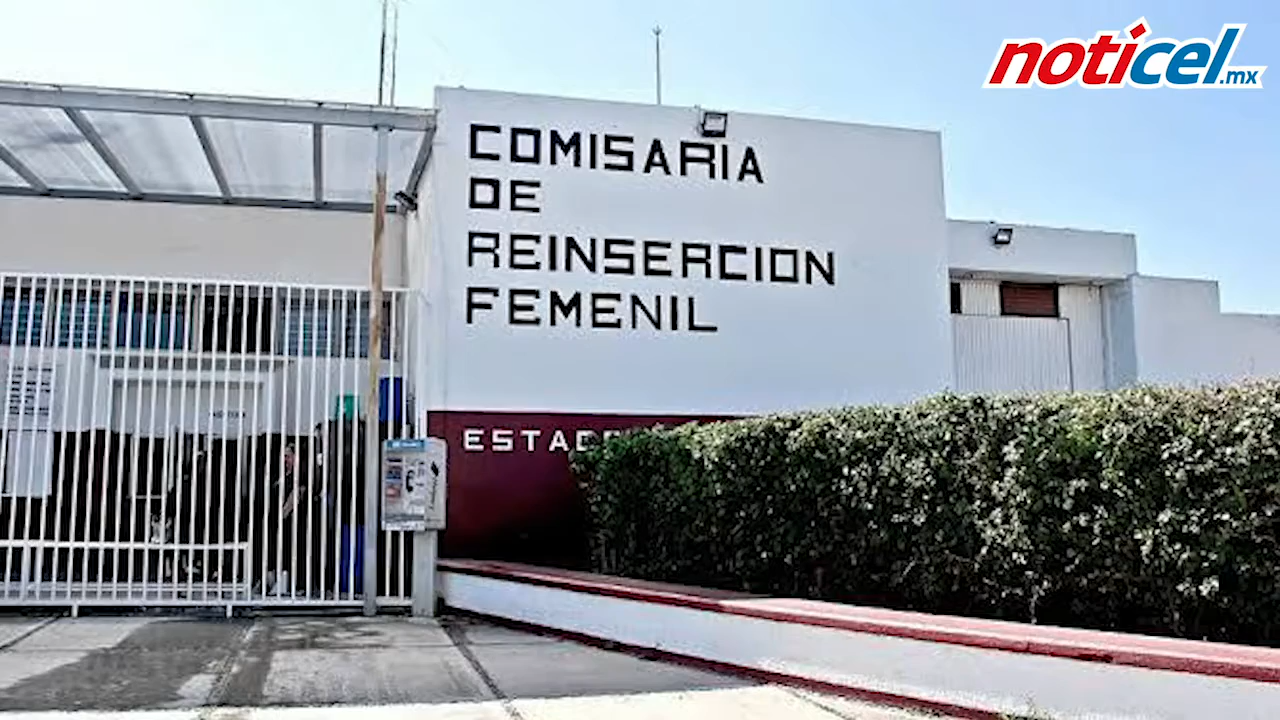 noticel.mx
COMISARIA
DE
REINSERCION
FEMENIL